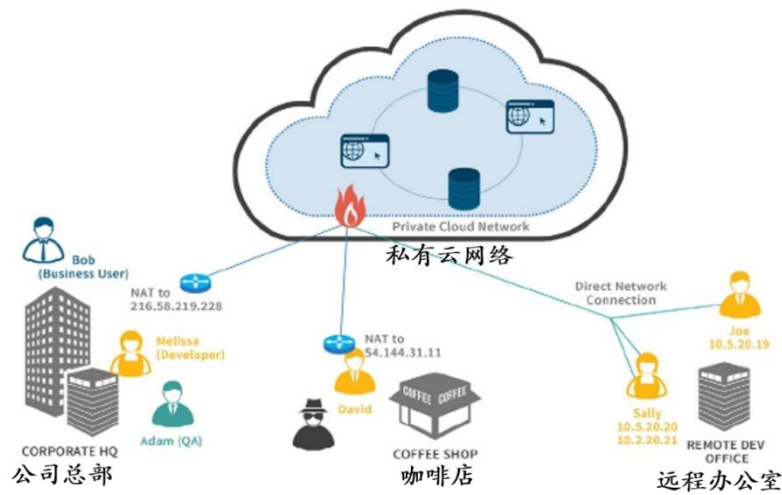 Private Cloud Network
私有云网络
Bob
(Business User)
NAT to
216.58.219.228
Direct Network
Connection
Joe
10.5.20.19
Melissa
(Developer)
NAT to
54.144.31.11
David
COFFEE COFFEE
Adam (QA)
Sally
10.5.20.20
10.2.20.21
CORPORATE HQ
公司总部
COFFEE SHOP
咖啡店
REMOTE DEV
OFFICE
远程办公室